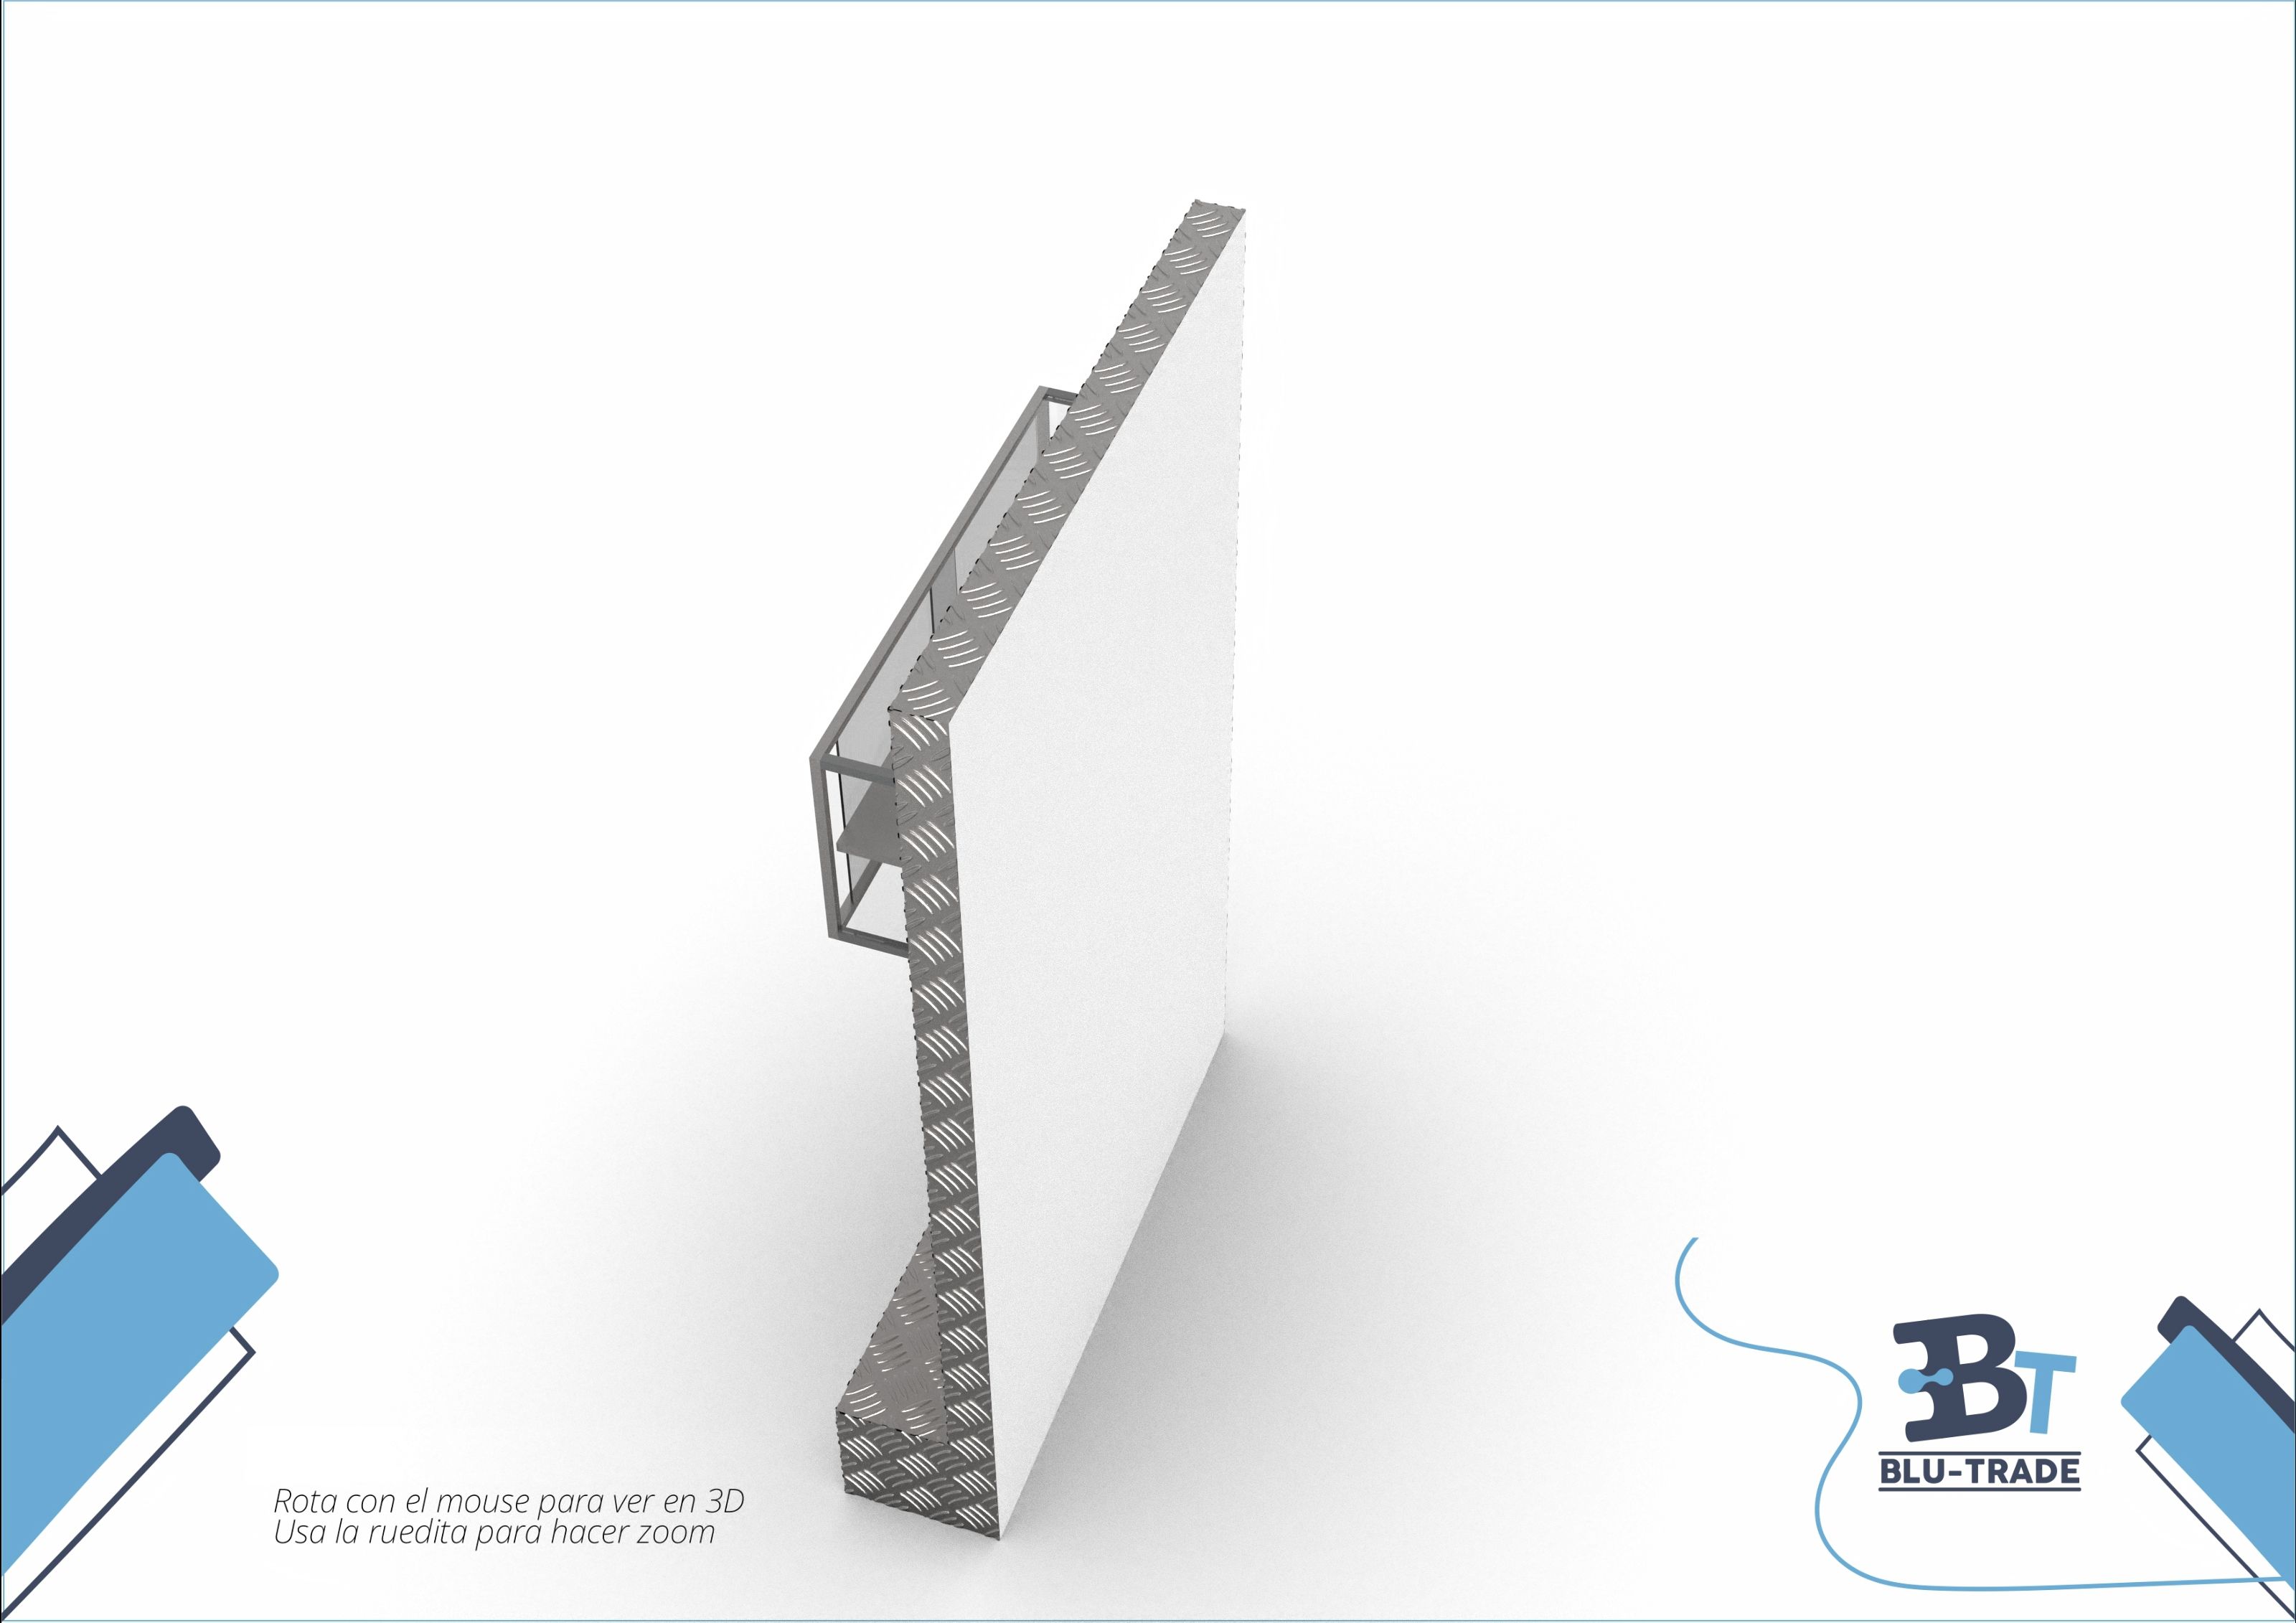 Rota con el mouse para ver en 3D
Usa la ruedita para hacer zoom
BT
BLU-TRADE